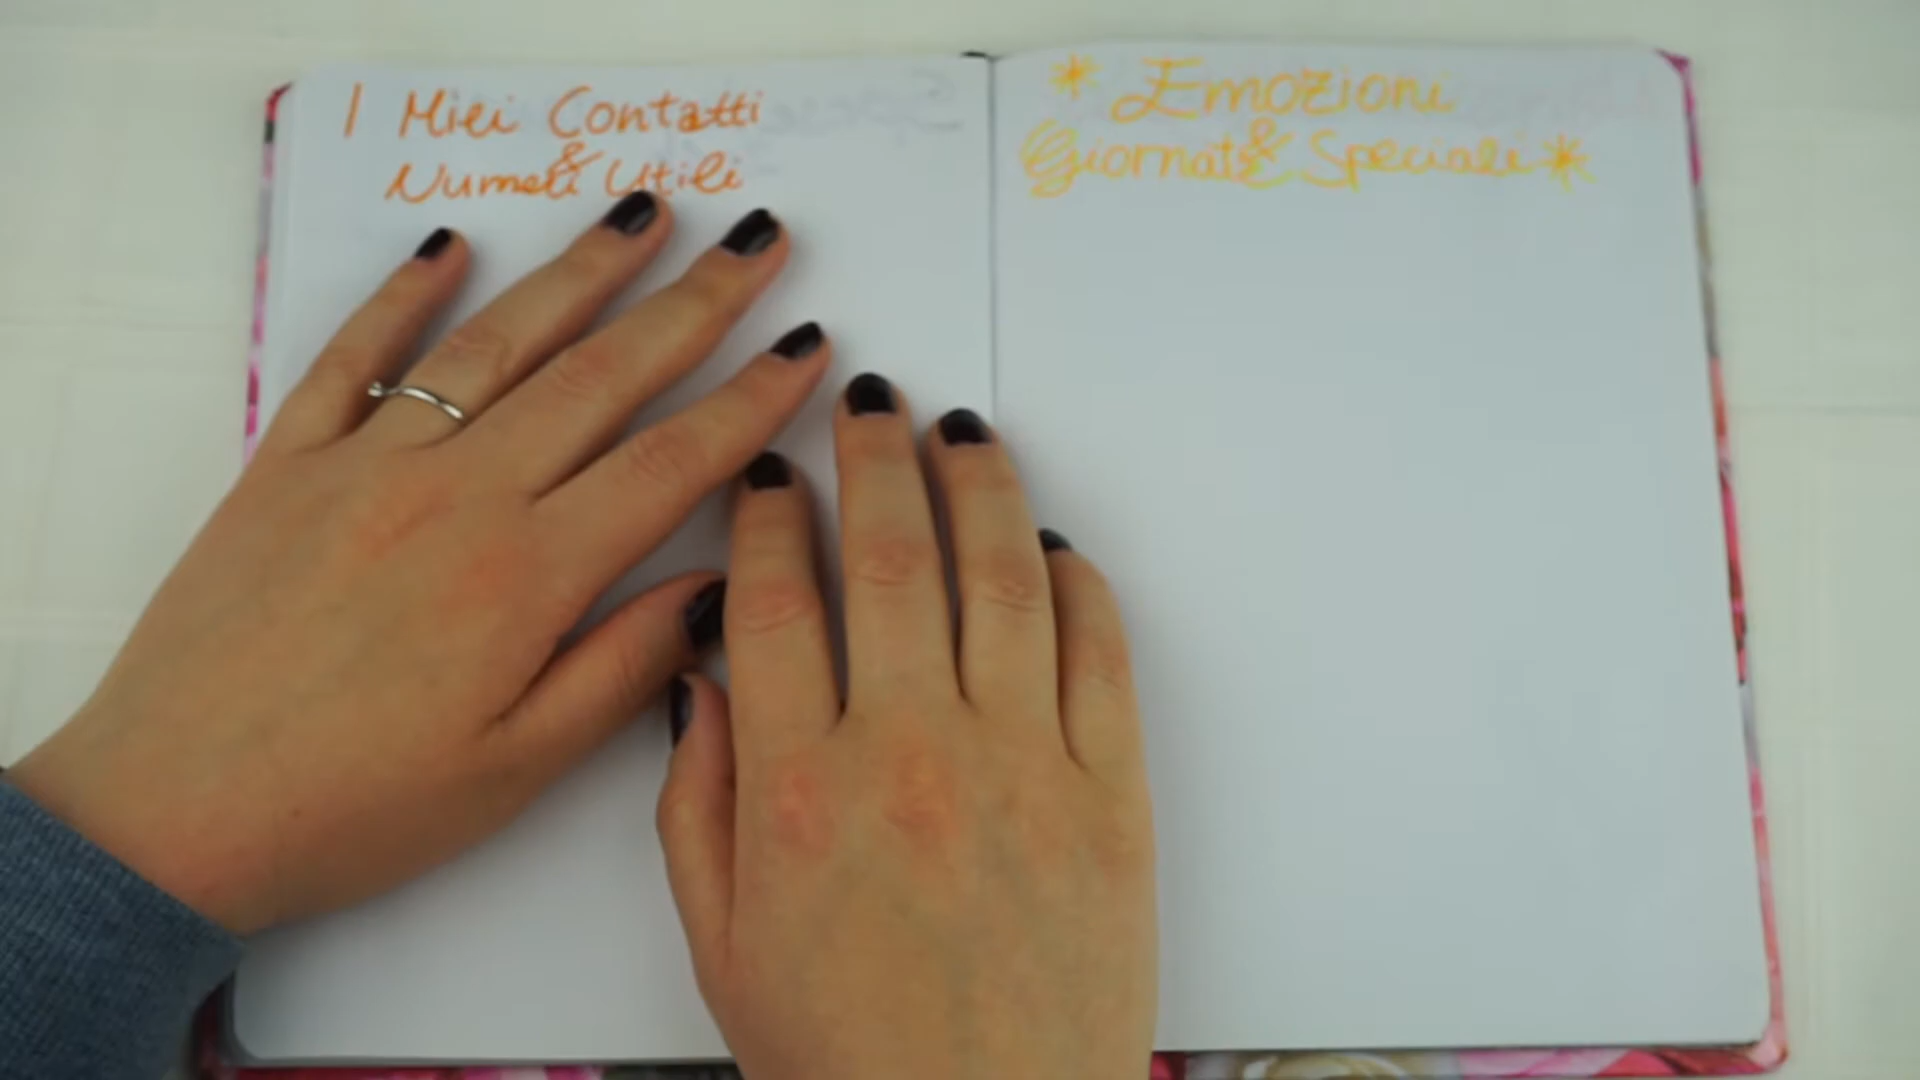 I Miei Contatti
&
Numeri Utili
* Emozioni
&
Giornate Speciali *